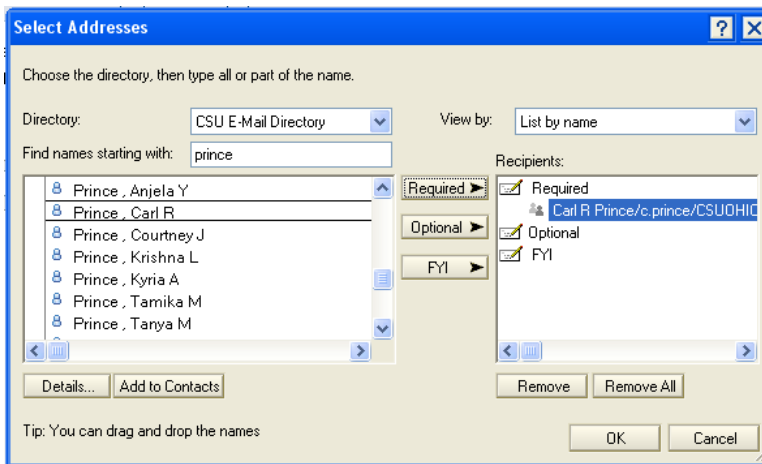 Select Addresses
Choose the directory, then type all or part of the name.
Directory: CSU E-Mail Directory View by: List by name
Find names starting with: prince
Recipients:
Prince , Anjela Y
Prince , Carl R
Prince , Courtney J
Prince , Krishna L
Prince , Kyria A
Prince , Tamika M
Prince , Tanya M
Required
Optional
FYI
Required
Carl R Prince/c.prince/CSUOHIO
Optional
FYI
Details... Add to Contacts
Remove Remove All
Tip: You can drag and drop the names
OK Cancel